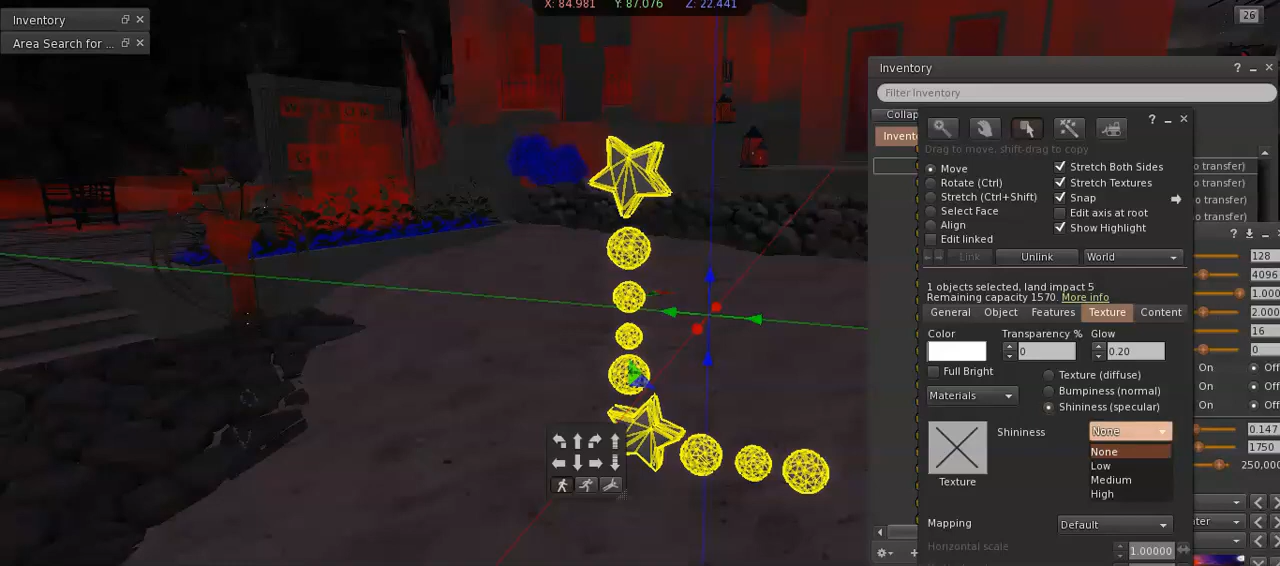 X: 84.981 Y: 87.076 Z: 22.441
26
Inventory
Area Search for ...
Inventory
Filter Inventory
Collap
Invento
Drag to move, shift-drag to copy
Move
Rotate (Ctrl)
Stretch (Ctrl+Shift)
Select Face
Align
Edit linked
Stretch Both Sides
Stretch Textures
Snap
Edit axis at root
Show Highlight
Link
Unlink
World
1 objects selected, land impact 5
Remaining capacity 1570. More info
General Object Features Texture Content
Color Transparency % Glow
0 0.20
Full Bright
Materials
Texture (diffuse)
Bumpiness (normal)
Shininess (specular)
Shininess None
None
Low
Medium
High
Texture
Mapping Default
Horizontal scale 1.00000
o transfer)
o transfer)
o transfer)
o transfer)
128
4096
1.000
2.000
16
0
On Off
On Off
On Off
0.147
1750
250,000
ater